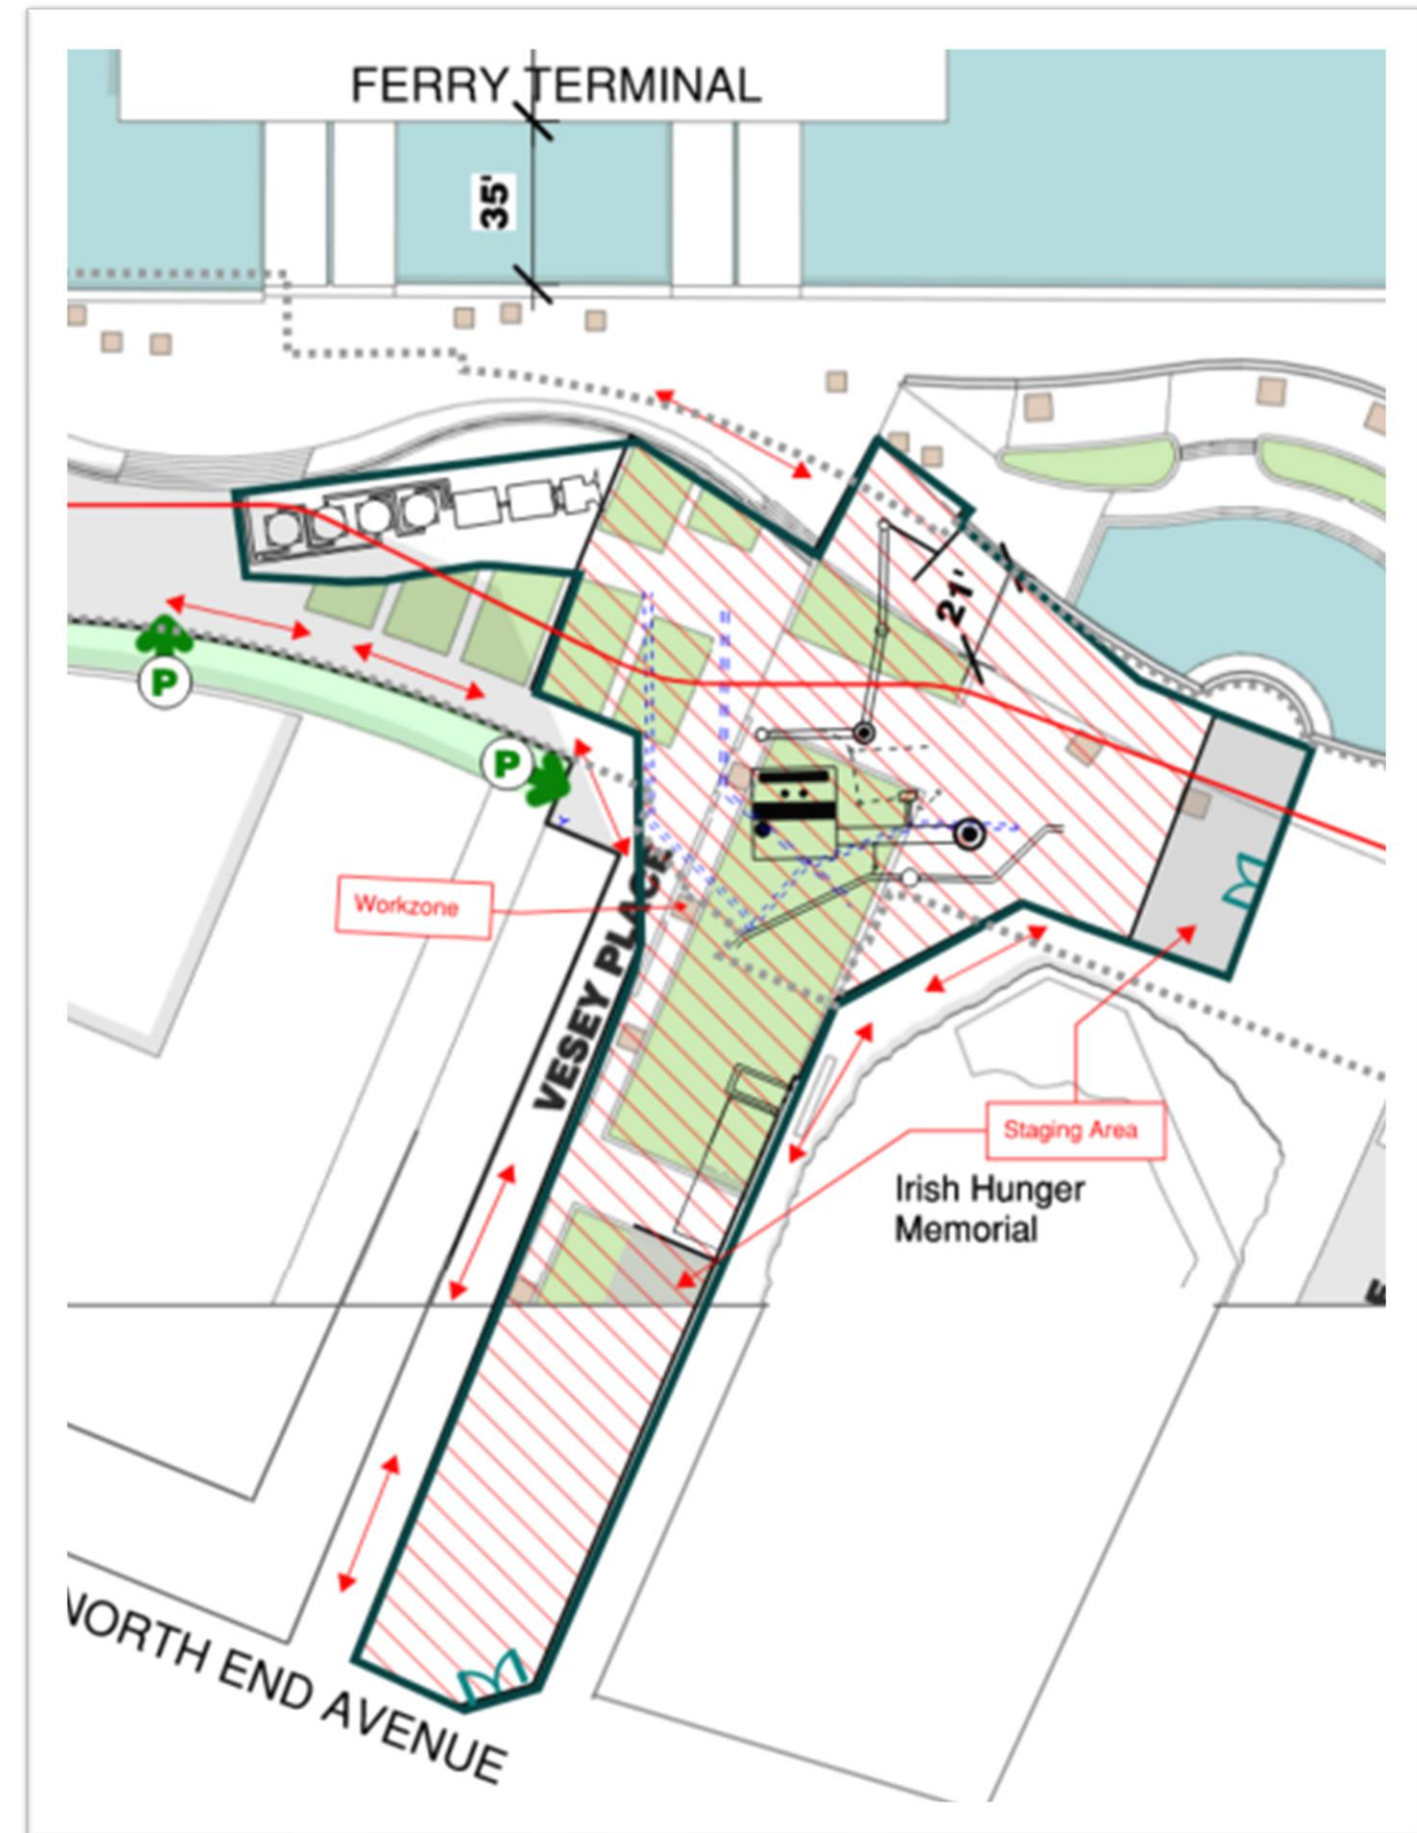 FERRY TERMINAL
35'
21'
P
P
Workzone
VESEY PLACE
Staging Area
Irish Hunger
Memorial
NORTH END AVENUE